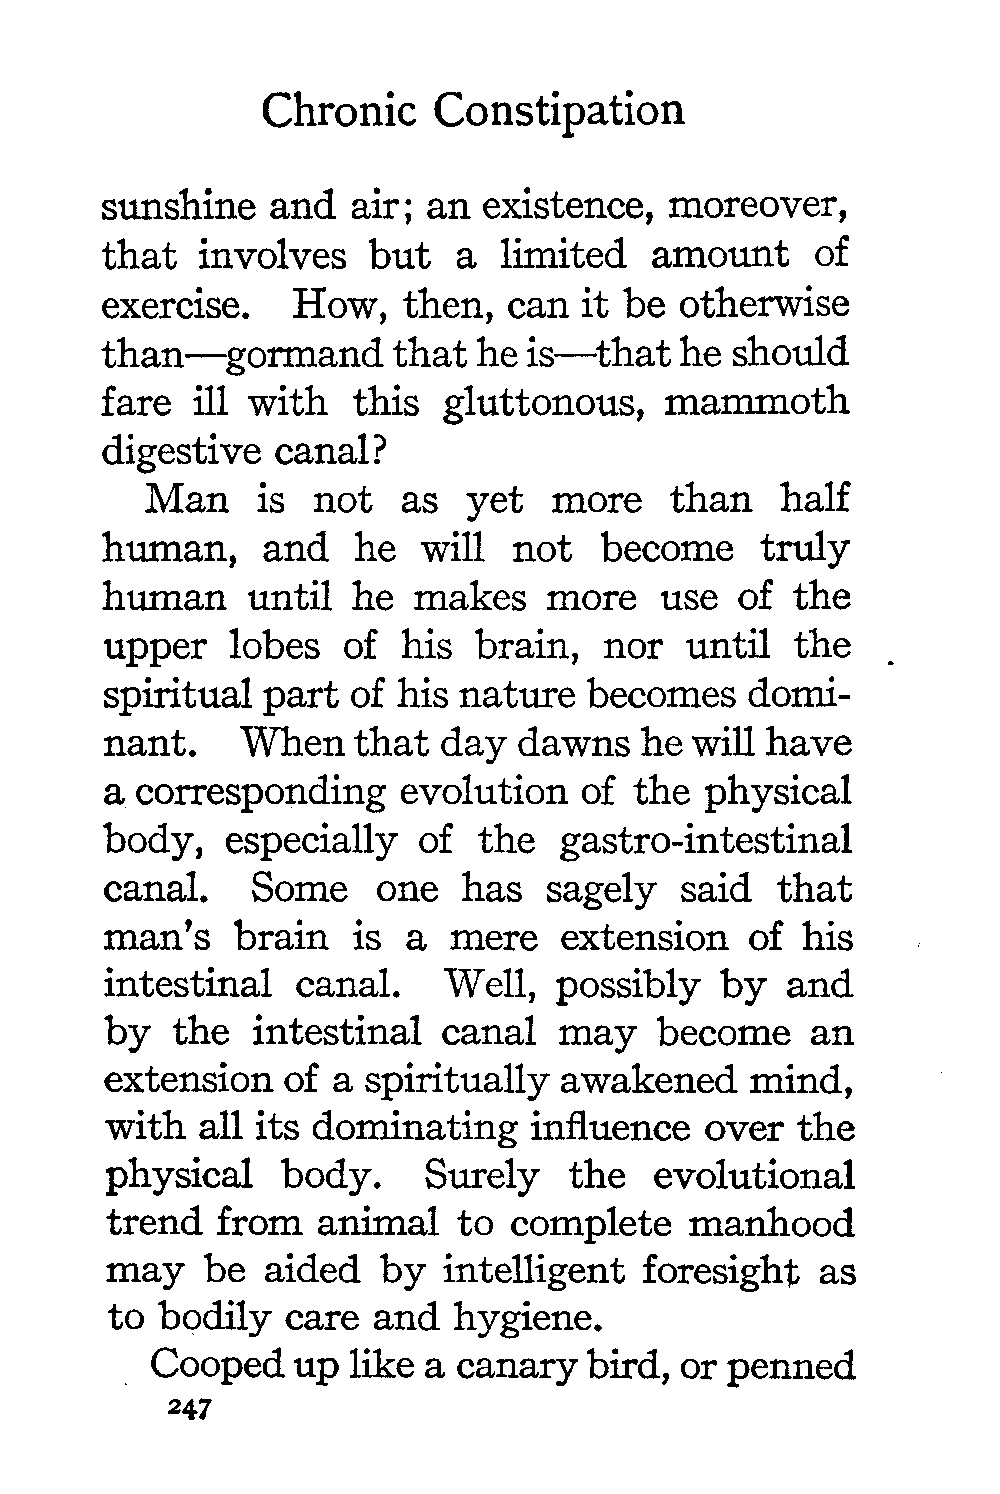 Chronic Constipation
sunshine and air; an existence, moreover,
that involves but a limited amount of
exercise. How, then, can it be otherwise
than—gormand that he is—that he should
fare ill with this gluttonous, mammoth
digestive canal?
Man is not as yet more than half
human, and he will not become truly
human until he makes more use of the
upper lobes of his brain, nor until the
spiritual part of his nature becomes domi-
nant. When that day dawns he will have
a corresponding evolution of the physical
body, especially of the gastro-intestinal
canal. Some one has sagely said that
man's brain is a mere extension of his
intestinal canal. Well, possibly by and
by the intestinal canal may become an
extension of a spiritually awakened mind,
with all its dominating influence over the
physical body. Surely the evolutional
trend from animal to complete manhood
may be aided by intelligent foresight as
to bodily care and hygiene.
Cooped up like a canary bird, or penned
247